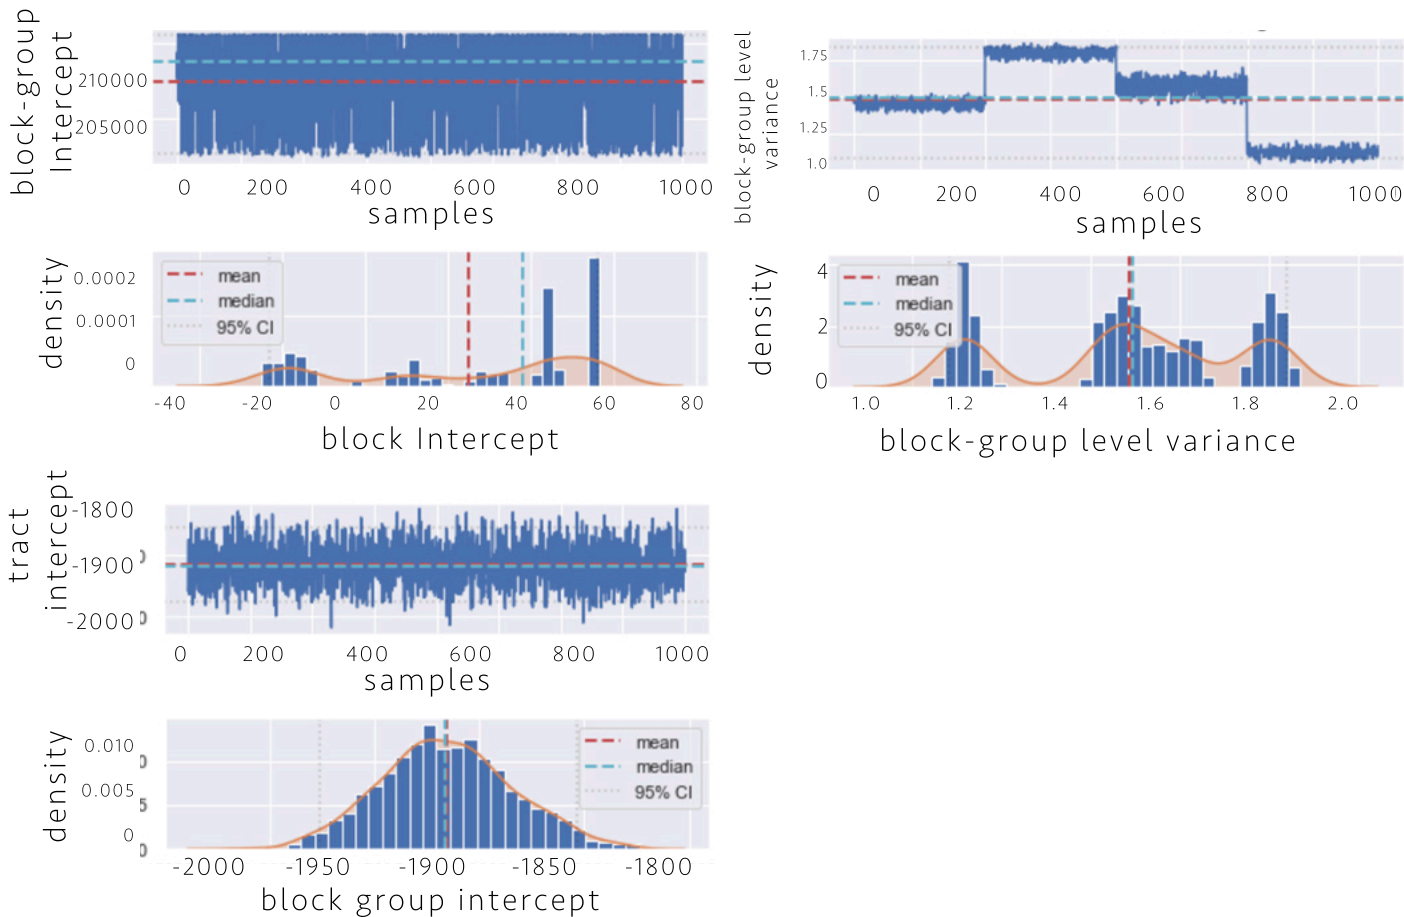 block-group
Intercept
210000
205000
0 200 400 600 800 1000
samples
block-group level
variance
1.75
1.5
1.25
1.0
0 200 400 600 800 1000
samples
density
0.0002
0.0001
0
mean
median
95% CI
-40 -20 0 20 40 60 80
block Intercept
density
4
2
0
mean
median
95% CI
1.0 1.2 1.4 1.6 1.8 2.0
block-group level variance
tract
intercept
-1800
-1900
-2000
0 200 400 600 800 1000
samples
density
0.010
0.005
0
mean
median
95% CI
-2000 -1950 -1900 -1850 -1800
block group intercept